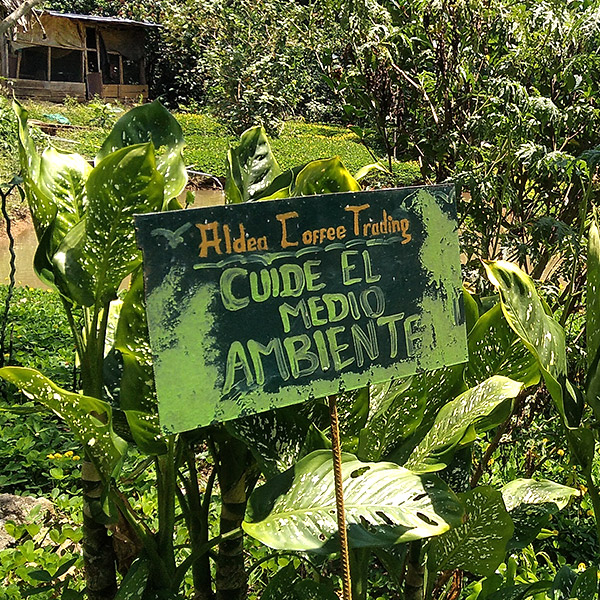 Aldea Coffee Trading
CUIDE EL
MEDIO
AMBIENTE